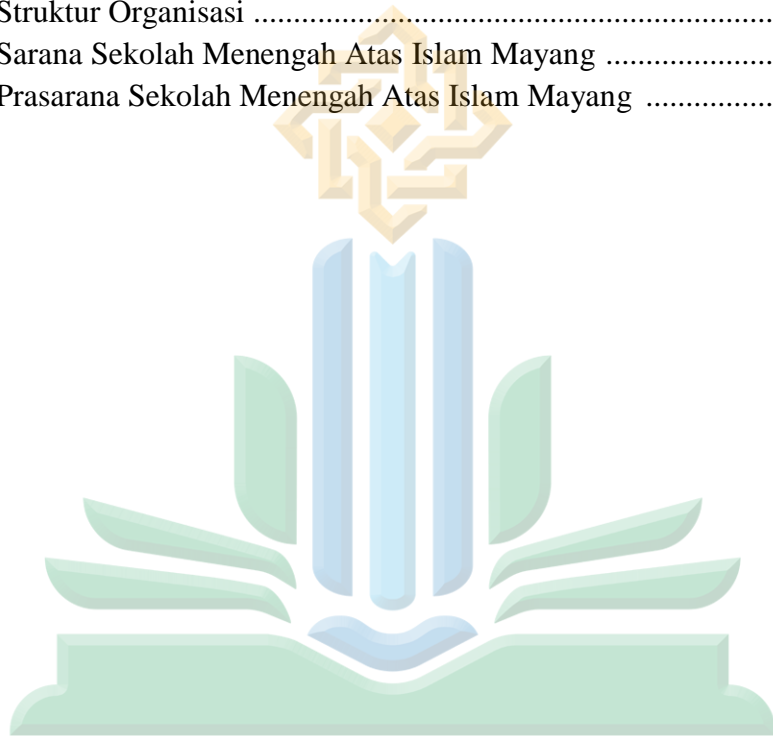 Struktur Organisasi ..................................................................
Sarana Sekolah Menengah Atas Islam Mayang .....................
Prasarana Sekolah Menengah Atas Islam Mayang ................